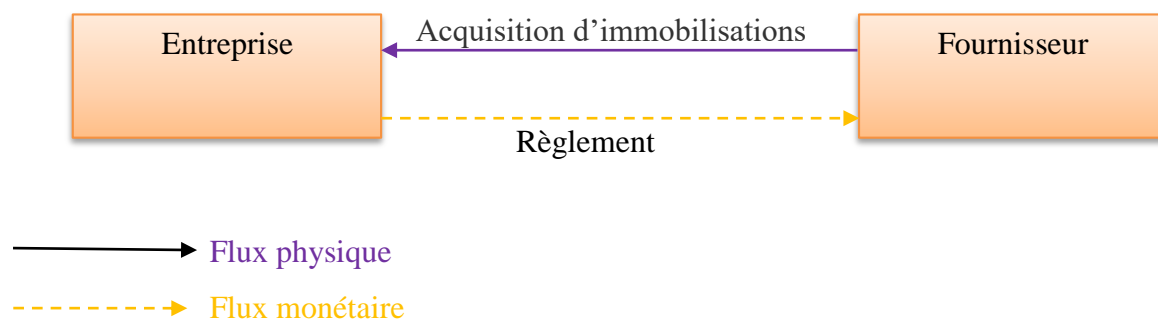 Entreprise
Acquisition d’immobilisations
Fournisseur
Règlement
Flux physique
Flux monétaire